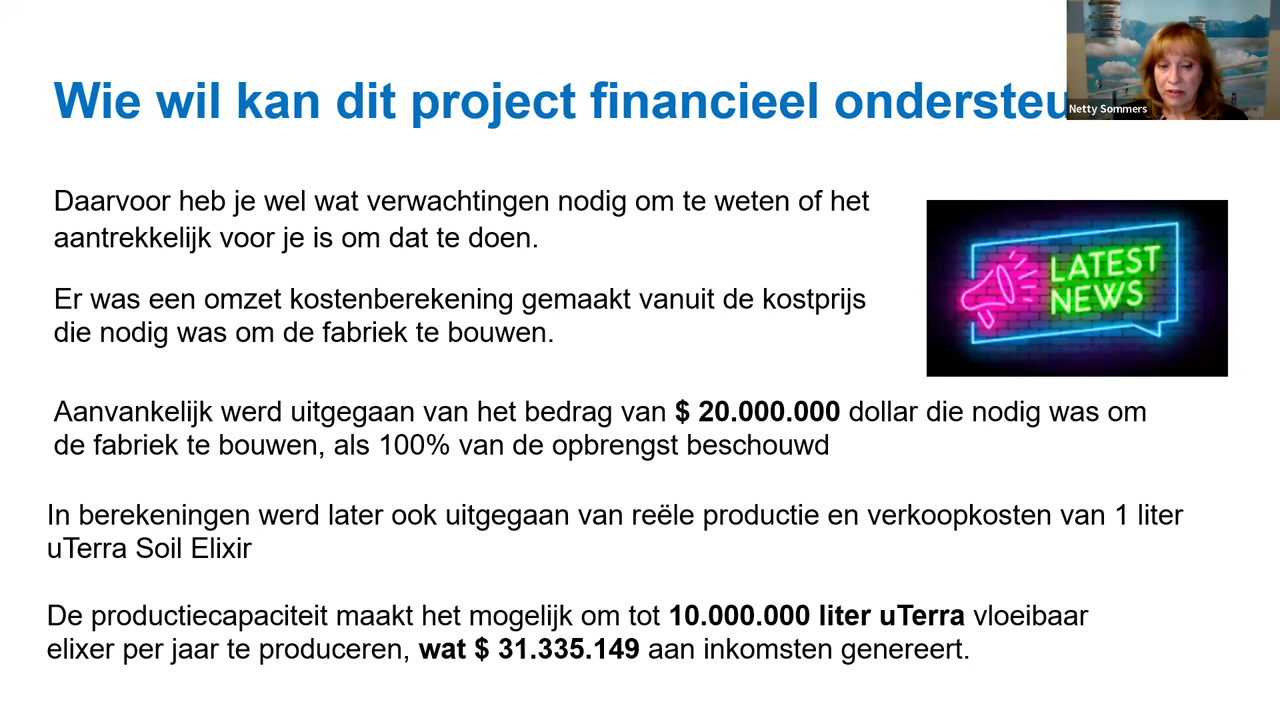 Wie wil kan dit project financieel ondersteu
Netty Sommers
Daarvoor heb je wel wat verwachtingen nodig om te weten of het
aantrekkelijk voor je is om dat te doen.
Er was een omzet kostenberekening gemaakt vanuit de kostprijs
die nodig was om de fabriek te bouwen.
LATEST
NEWS
Aanvankelijk werd uitgegaan van het bedrag van $ 20.000.000 dollar die nodig was om
de fabriek te bouwen, als 100% van de opbrengst beschouwd
In berekeningen werd later ook uitgegaan van reële productie en verkoopkosten van 1 liter
uTerra Soil Elixir
De productiecapaciteit maakt het mogelijk om tot 10.000.000 liter uTerra vloeibaar
elixer per jaar te produceren, wat $ 31.335.149 aan inkomsten genereert.